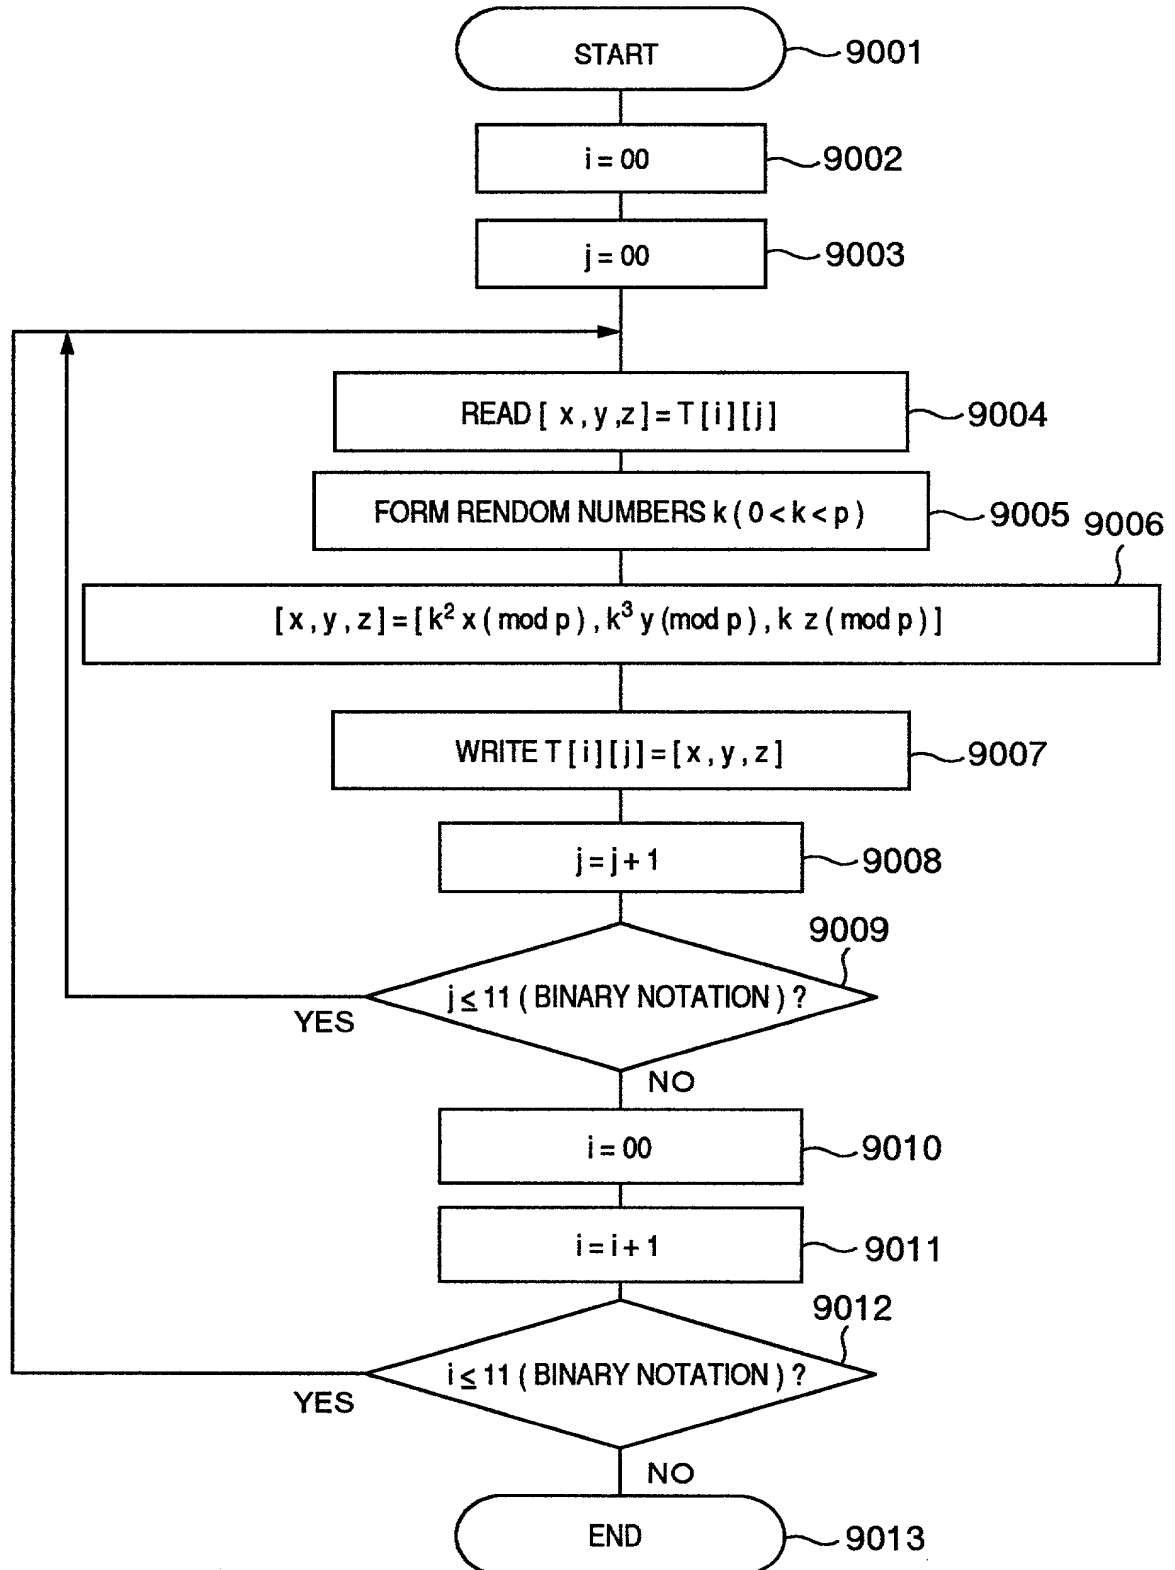 START
9001
i = 00
9002
j = 00
9003
READ [ x , y ,z ] = T [ i ] [ j ]
9004
FORM RENDOM NUMBERS k ( 0 < k < p )
9005
9006
[ x , y , z ] = [ k² x ( mod p ) , k³ y (mod p ) , k z ( mod p ) ]
WRITE T [ i ] [ j ] = [ x , y , z ]
9007
j = j + 1
9008
9009
j ≤ 11 ( BINARY NOTATION ) ?
YES
NO
i = 00
9010
i = i + 1
9011
9012
i ≤ 11 ( BINARY NOTATION ) ?
YES
NO
END
9013